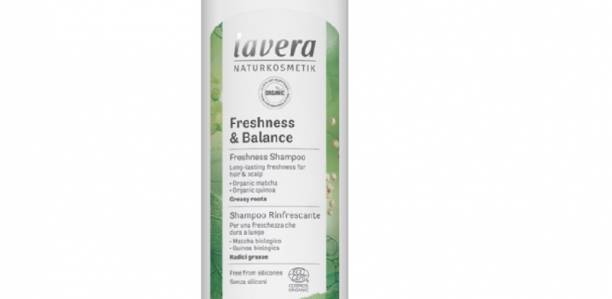 lavera
NATURKOSMETIK
ORGANIC
Freshness
& Balance
Freshness Shampoo
Long-lasting freshness for
hair & scalp
• Organic matcha
• Organic quinoa
Greasy roots
Shampoo Rinfrescante
Per una freschezza che
dura a lungo
• Matcha biologico
• Quinoa biologica
Radici grasse
Free from silicones
Senza siliconi
COSMOS
ORGANIC